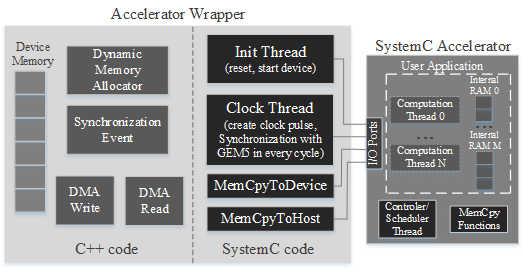 Accelerator Wrapper
Device
Memory
Dynamic
Memory
Allocator
Synchronization
Event
DMA
Write
DMA
Read
C++ code
Init Thread
(reset, start device)
Clock Thread
(create clock pulse,
Synchronization with
GEM5 in every cycle)
MemCpyToDevice
MemCpyToHost
SystemC code
SystemC Accelerator
User Application
I/O Ports
Computation
Thread 0
...
Computation
Thread N
Internal
RAM 0
...
Internal
RAM M
Controler/
Scheduler
Thread
MemCpy
Functions